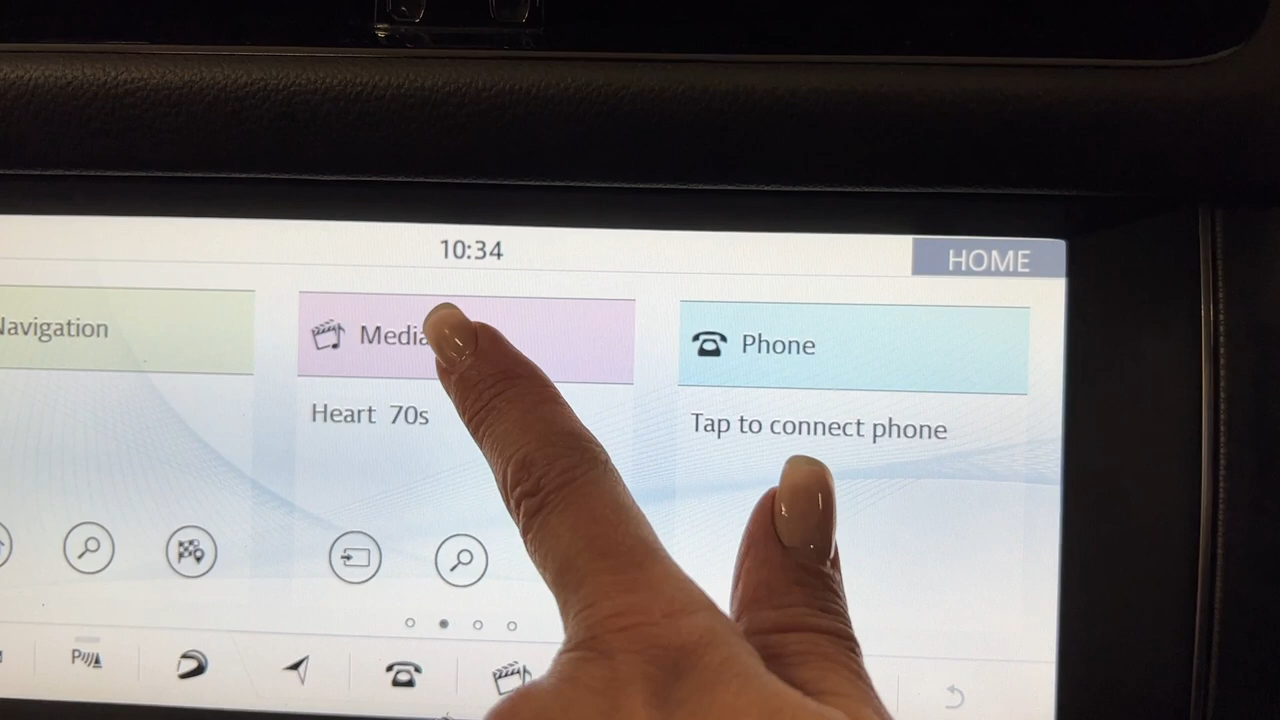 10:34
HOME
Navigation
Media
Phone
Heart 70s
Tap to connect phone
P